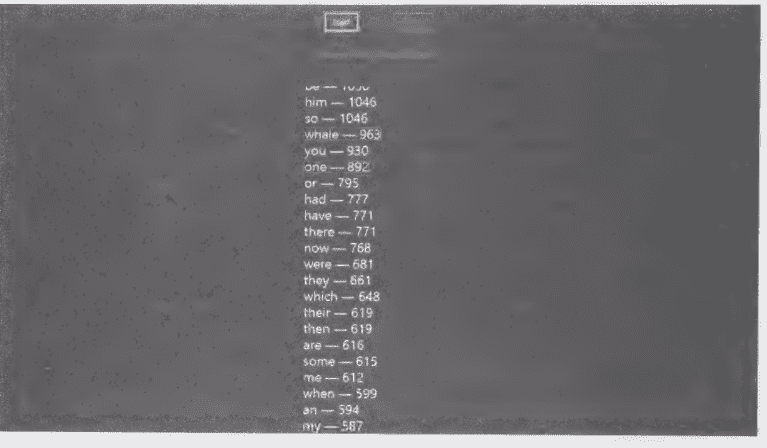 him — 1046
so — 1046
whale — 963
you — 930
one — 892
or — 795
had — 777
have — 771
there — 771
now — 768
were — 681
they — 661
which — 648
their — 619
then — 619
are — 616
some — 615
me — 612
when — 599
an — 594
my — 587